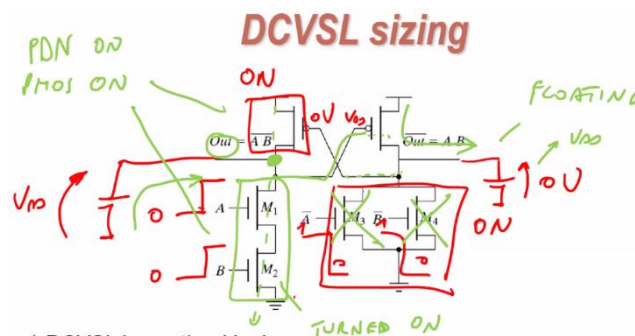 DCVSL sizing
PDN ON
PMOS ON
ON
FLOATING
0V
VDD
Out = A B
Out = A B
VDD
VDD
0V
0
A
M1
A
M3
B
M4
ON
0
B
M2
TURNED ON